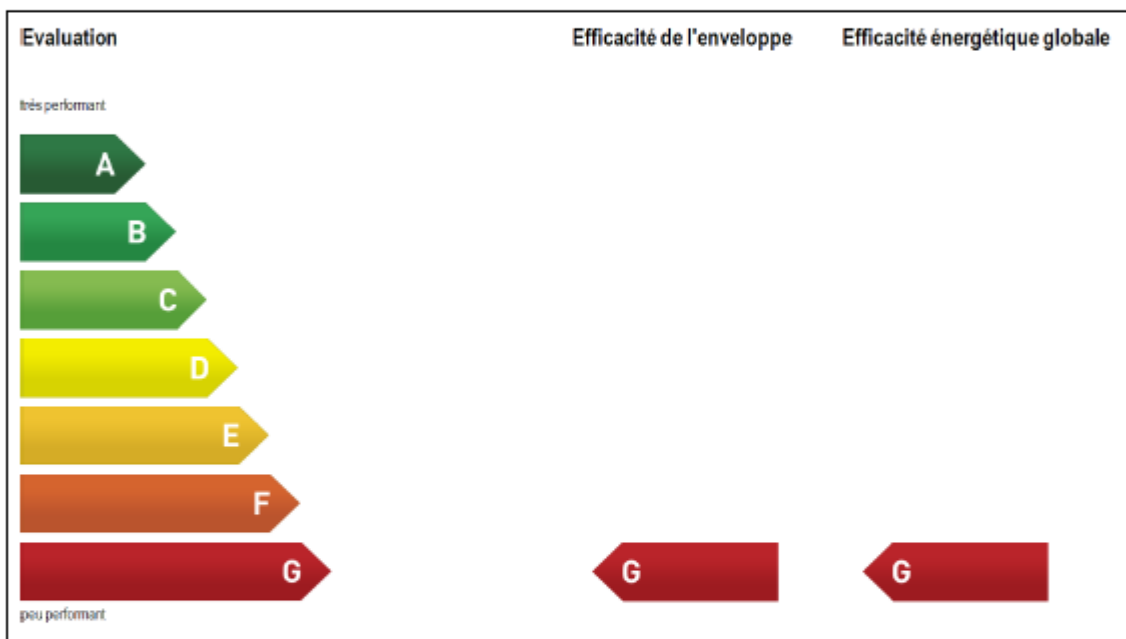 Evaluation Efficacité de l'enveloppe Efficacité énergétique globale
très performant
A
B
C
D
E
F
G G G
peu performant